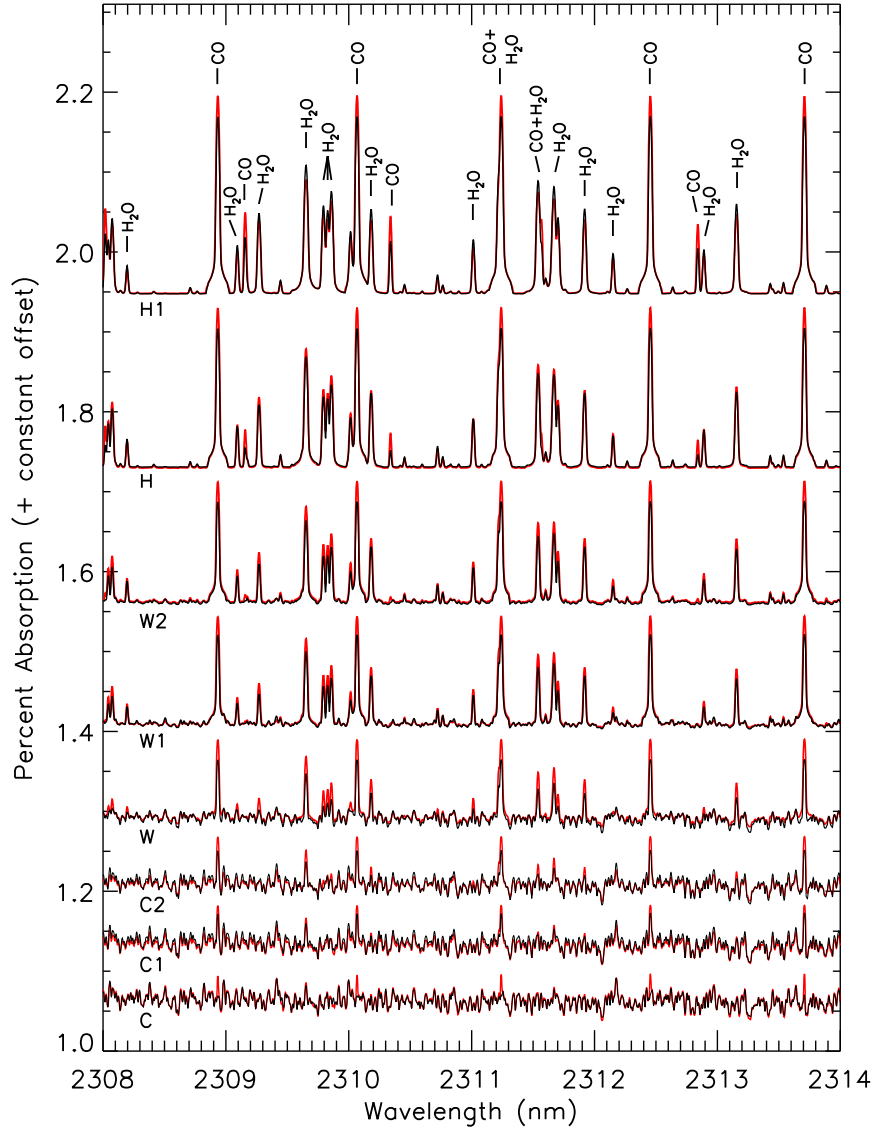 CO
CO
CO+
H₂O
CO
CO
H₂O
H₂O
CO
H₂O
H₂O
H₂O
H₂O
CO
H₂O
CO+H₂O
H₂O
H₂O
H₂O
CO
H₂O
H₂O
2.2
2.0
1.8
1.6
1.4
1.2
1.0
Percent Absorption (+ constant offset)
H1
H
W2
W1
W
C2
C1
C
2308
2309
2310
2311
2312
2313
2314
Wavelength (nm)